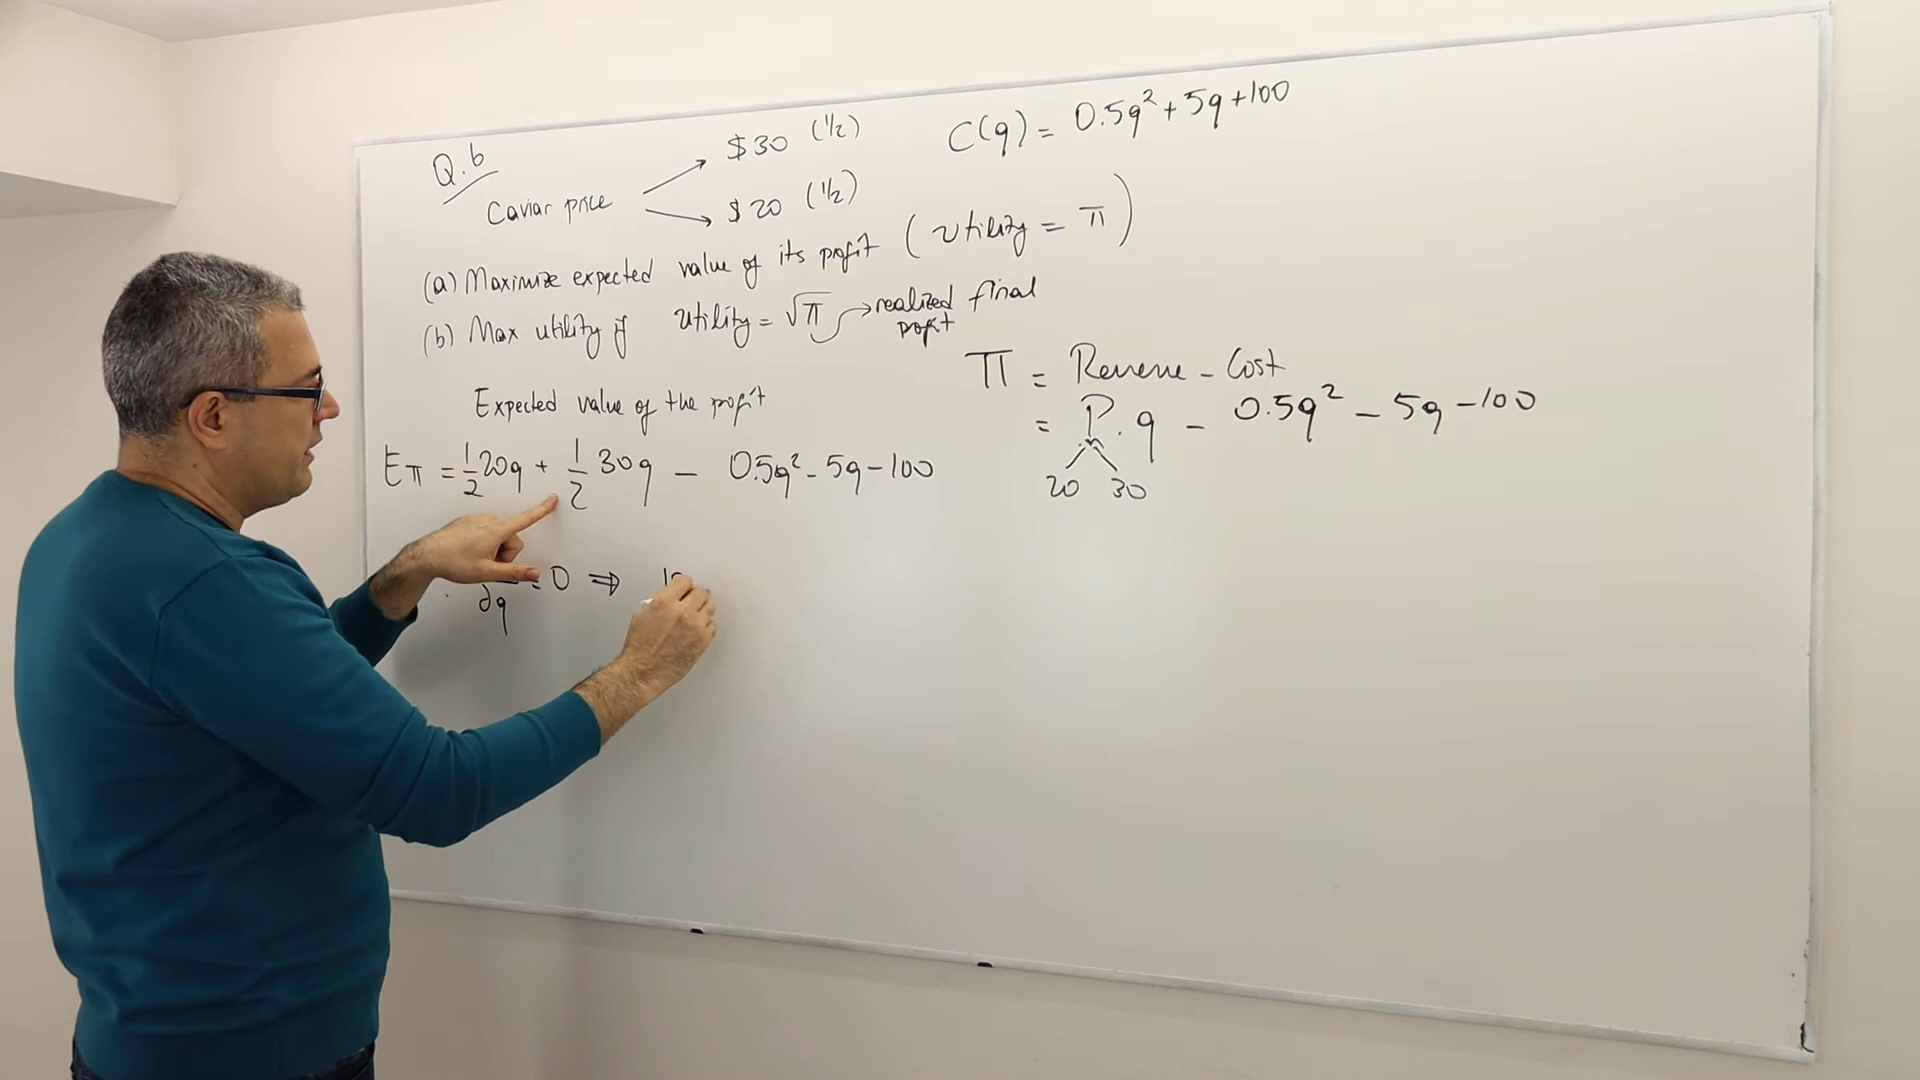 Q.6
Caviar price
$30 (1/2)
$20 (1/2)
C(q) = 0.5q² + 5q + 100
(a) Maximize expected value of its profit (utility = π)
(b) Max utility if utility = √π → realized final profit
π = Revenue - Cost
= P.q - 0.5q² - 5q - 100
20 30
Expected value of the profit
Eπ = 1/2 20q + 1/2 30q - 0.5q² - 5q - 100
∂q = 0 ⇒